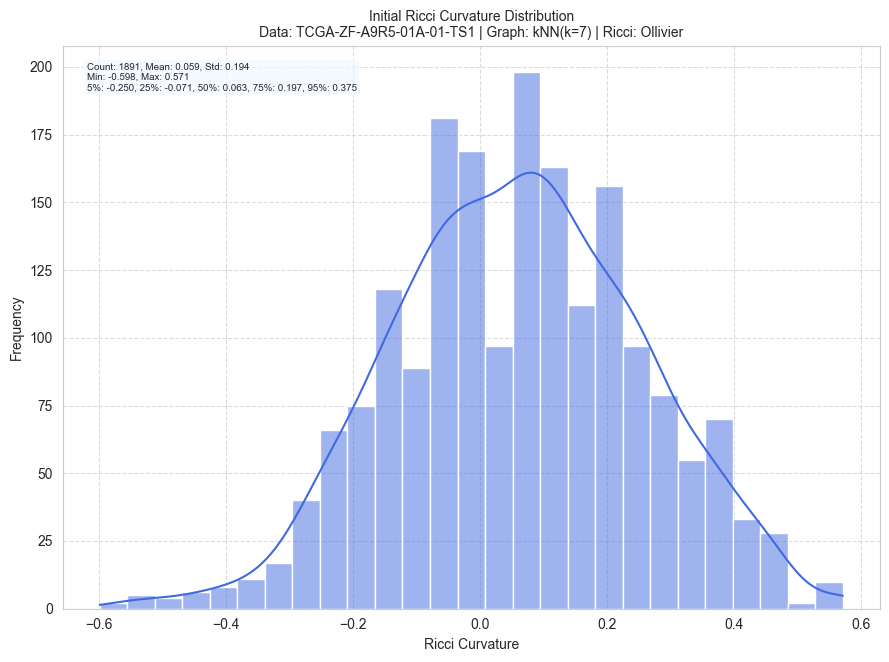 Initial Ricci Curvature Distribution
Data: TCGA-ZF-A9R5-01A-01-TS1 | Graph: kNN(k=7) | Ricci: Ollivier
Count: 1891, Mean: 0.059, Std: 0.194
Min: -0.598, Max: 0.571
5%: -0.250, 25%: -0.071, 50%: 0.063, 75%: 0.197, 95%: 0.375
200
175
150
125
100
75
50
25
0
Frequency
−0.6 −0.4 −0.2 0.0 0.2 0.4 0.6
Ricci Curvature